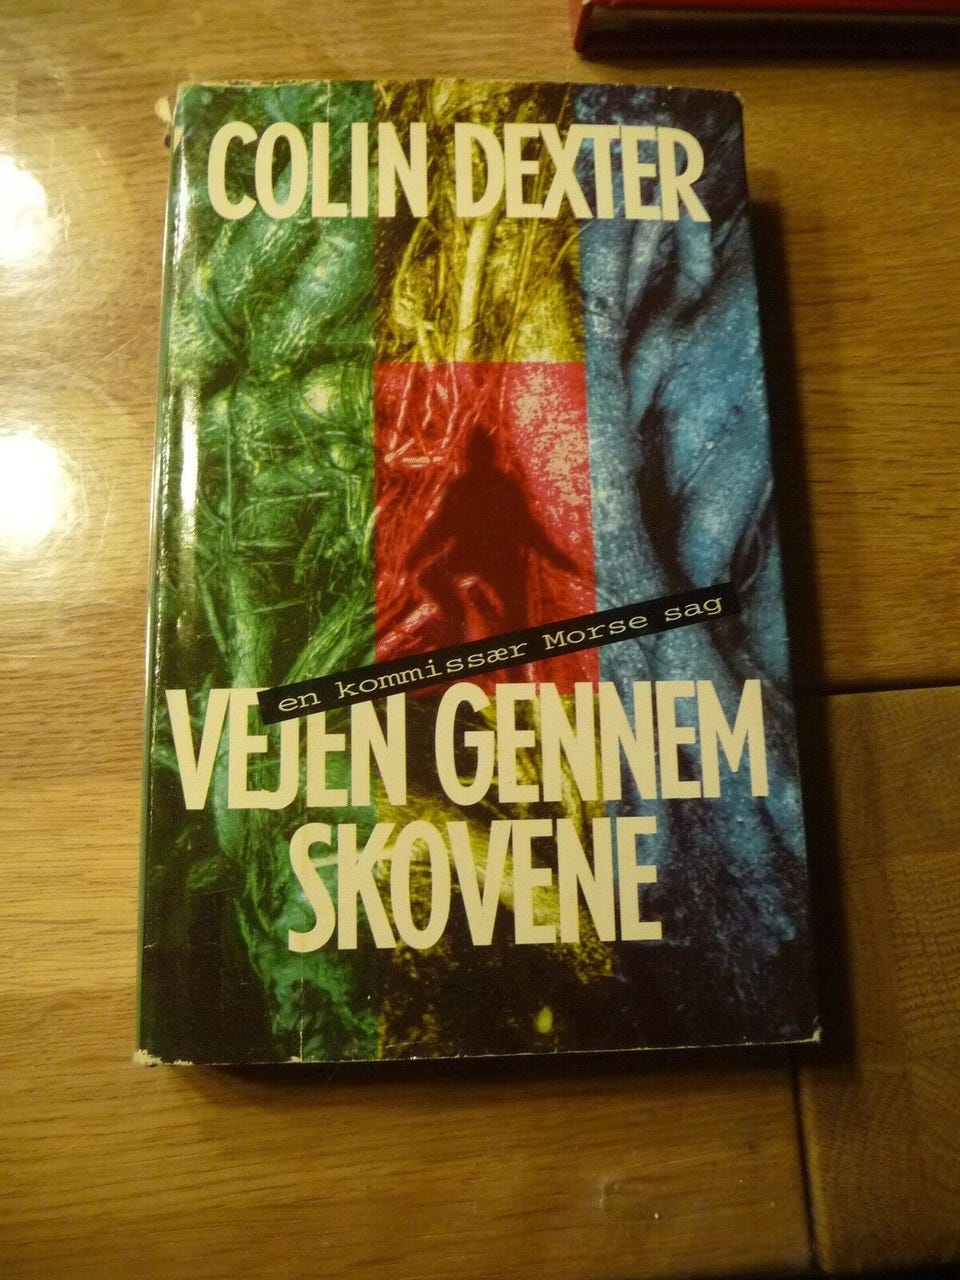 COLIN DEXTER
en kommissær Morse sag
VEJEN GENNEM
SKOVENE